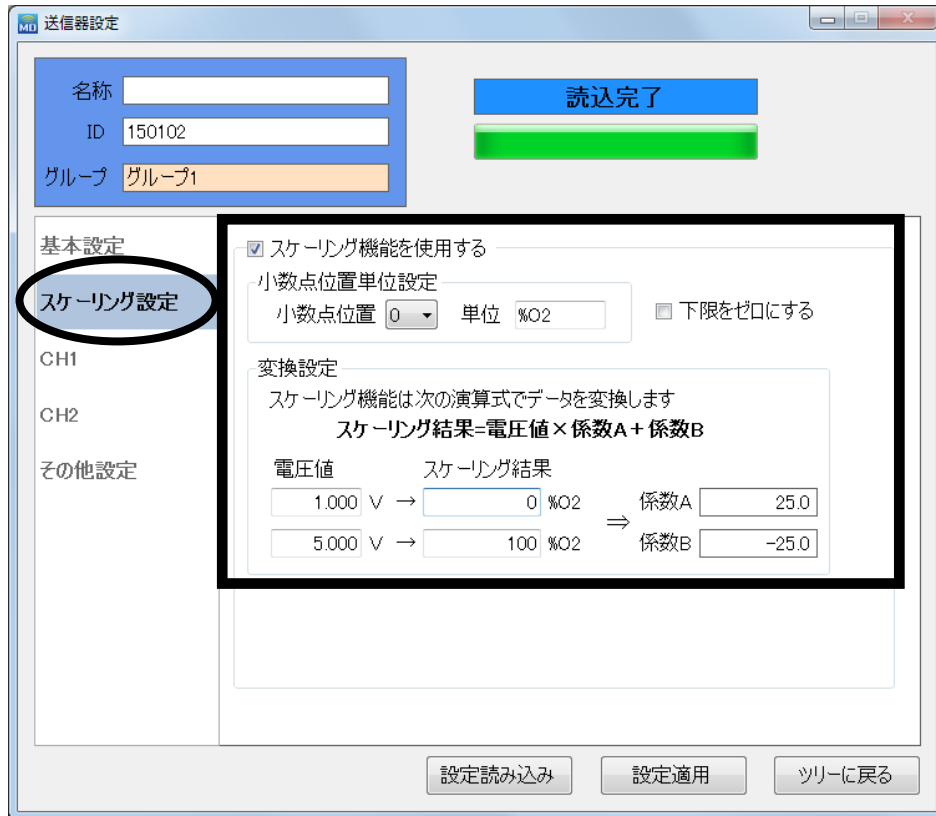 MD 送信器設定
名称
ID 150102
グループ グループ1
読込完了
基本設定
スケーリング設定
CH1
CH2
その他設定
スケーリング機能を使用する
小数点位置単位設定
小数点位置 0 単位 %O2
下限をゼロにする
変換設定
スケーリング機能は次の演算式でデータを変換します
スケーリング結果=電圧値×係数A+係数B
電圧値 スケーリング結果
1.000 V → 0 %O2 ⇒ 係数A 25.0
5.000 V → 100 %O2 係数B -25.0
設定読み込み 設定適用 ツリーに戻る